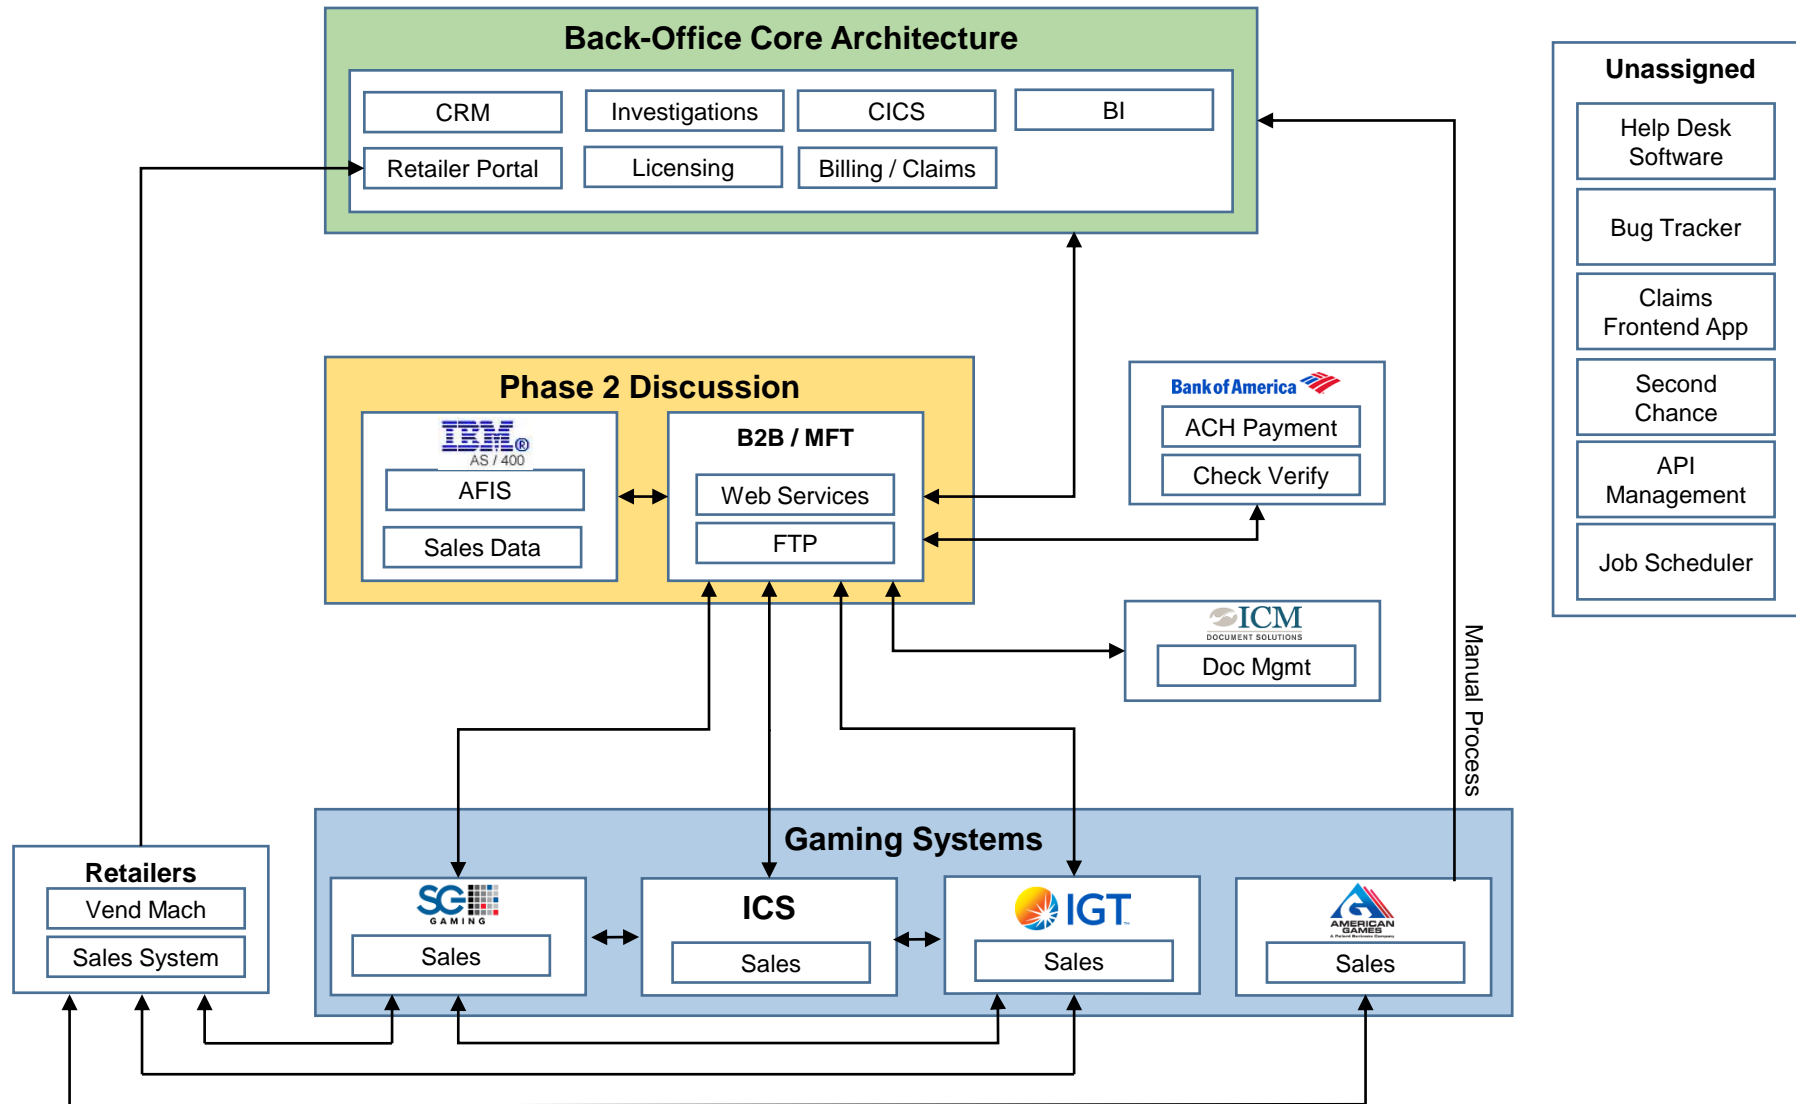 Back-Office Core Architecture
CRM
Investigations
CICS
BI
Retailer Portal
Licensing
Billing / Claims
Unassigned
Help Desk
Software
Bug Tracker
Claims
Frontend App
Second
Chance
API
Management
Job Scheduler
Phase 2 Discussion
IBM®
AS / 400
AFIS
Sales Data
B2B / MFT
Web Services
FTP
Bank of America
ACH Payment
Check Verify
ICM
DOCUMENT SOLUTIONS
Doc Mgmt
Manual Process
Gaming Systems
Retailers
Vend Mach
Sales System
SG
GAMING
Sales
ICS
Sales
IGT
Sales
AMERICAN
GAMES
A Pollard Banknote Company
Sales